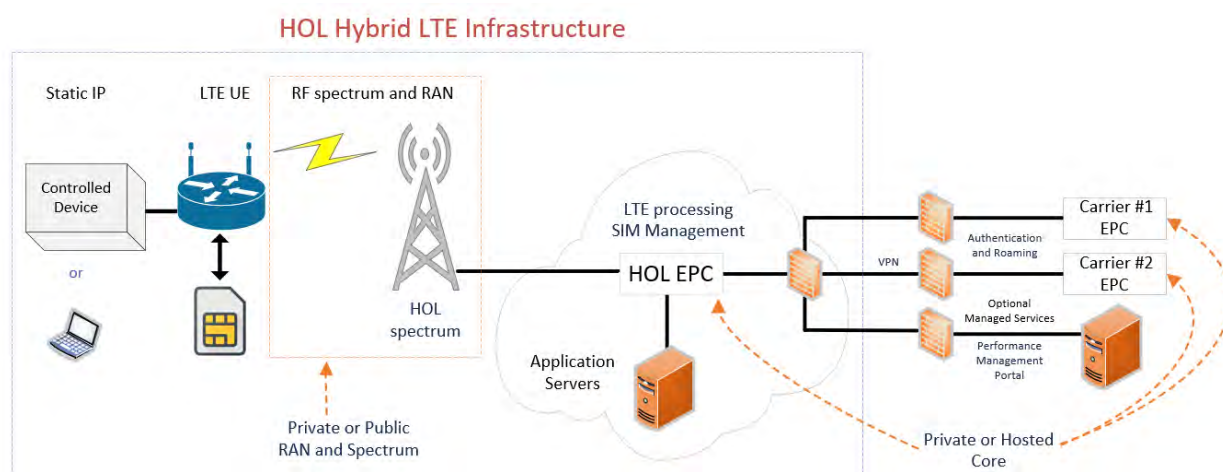 HOL Hybrid LTE Infrastructure
Static IP
LTE UE
RF spectrum and RAN
Controlled
Device
or
HOL
spectrum
Private or Public
RAN and Spectrum
LTE processing
SIM Management
HOL EPC
Application
Servers
VPN
Authentication
and Roaming
Optional
Managed Services
Performance
Management
Portal
Carrier #1
EPC
Carrier #2
EPC
Private or Hosted
Core